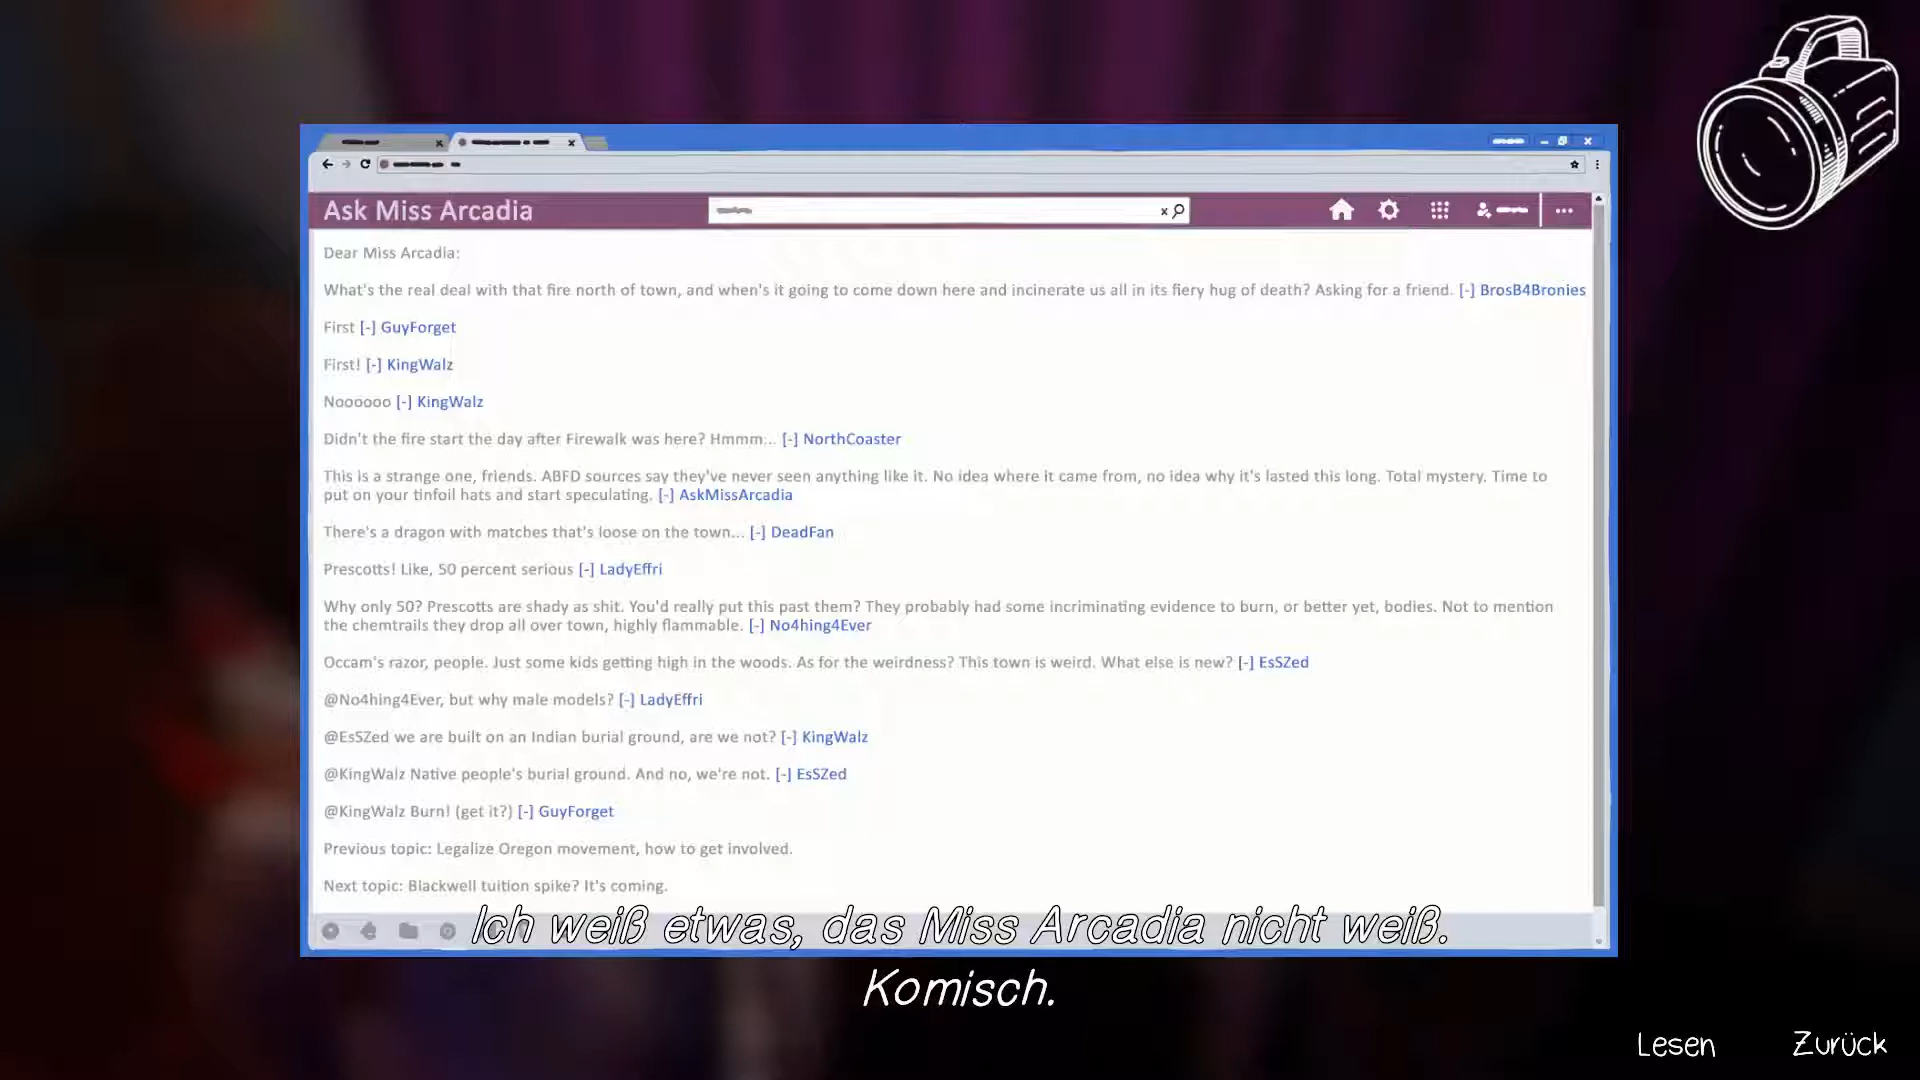 Ask Miss Arcadia
Dear Miss Arcadia:
What's the real deal with that fire north of town, and when's it going to come down here and incinerate us all in its fiery hug of death? Asking for a friend. [-] BrosB4Bronies
First [-] GuyForget
First! [-] KingWalz
Noooooo [-] KingWalz
Didn't the fire start the day after Firewalk was here? Hmmm... [-] NorthCoaster
This is a strange one, friends. ABFD sources say they've never seen anything like it. No idea where it came from, no idea why it's lasted this long. Total mystery. Time to
put on your tinfoil hats and start speculating. [-] AskMissArcadia
There's a dragon with matches that's loose on the town... [-] DeadFan
Prescotts! Like, 50 percent serious [-] LadyEffri
Why only 50? Prescotts are shady as shit. You'd really put this past them? They probably had some incriminating evidence to burn, or better yet, bodies. Not to mention
the chemtrails they drop all over town, highly flammable. [-] No4hing4Ever
Occam's razor, people. Just some kids getting high in the woods. As for the weirdness? This town is weird. What else is new? [-] EsSZed
@No4hing4Ever, but why male models? [-] LadyEffri
@EsSZed we are built on an Indian burial ground, are we not? [-] KingWalz
@KingWalz Native people's burial ground. And no, we're not. [-] EsSZed
@KingWalz Burn! (get it?) [-] GuyForget
Previous topic: Legalize Oregon movement, how to get involved.
Next topic: Blackwell tuition spike? It's coming.
Ich weiß etwas, das Miss Arcadia nicht weiß.
Komisch.
Lesen
Zurück